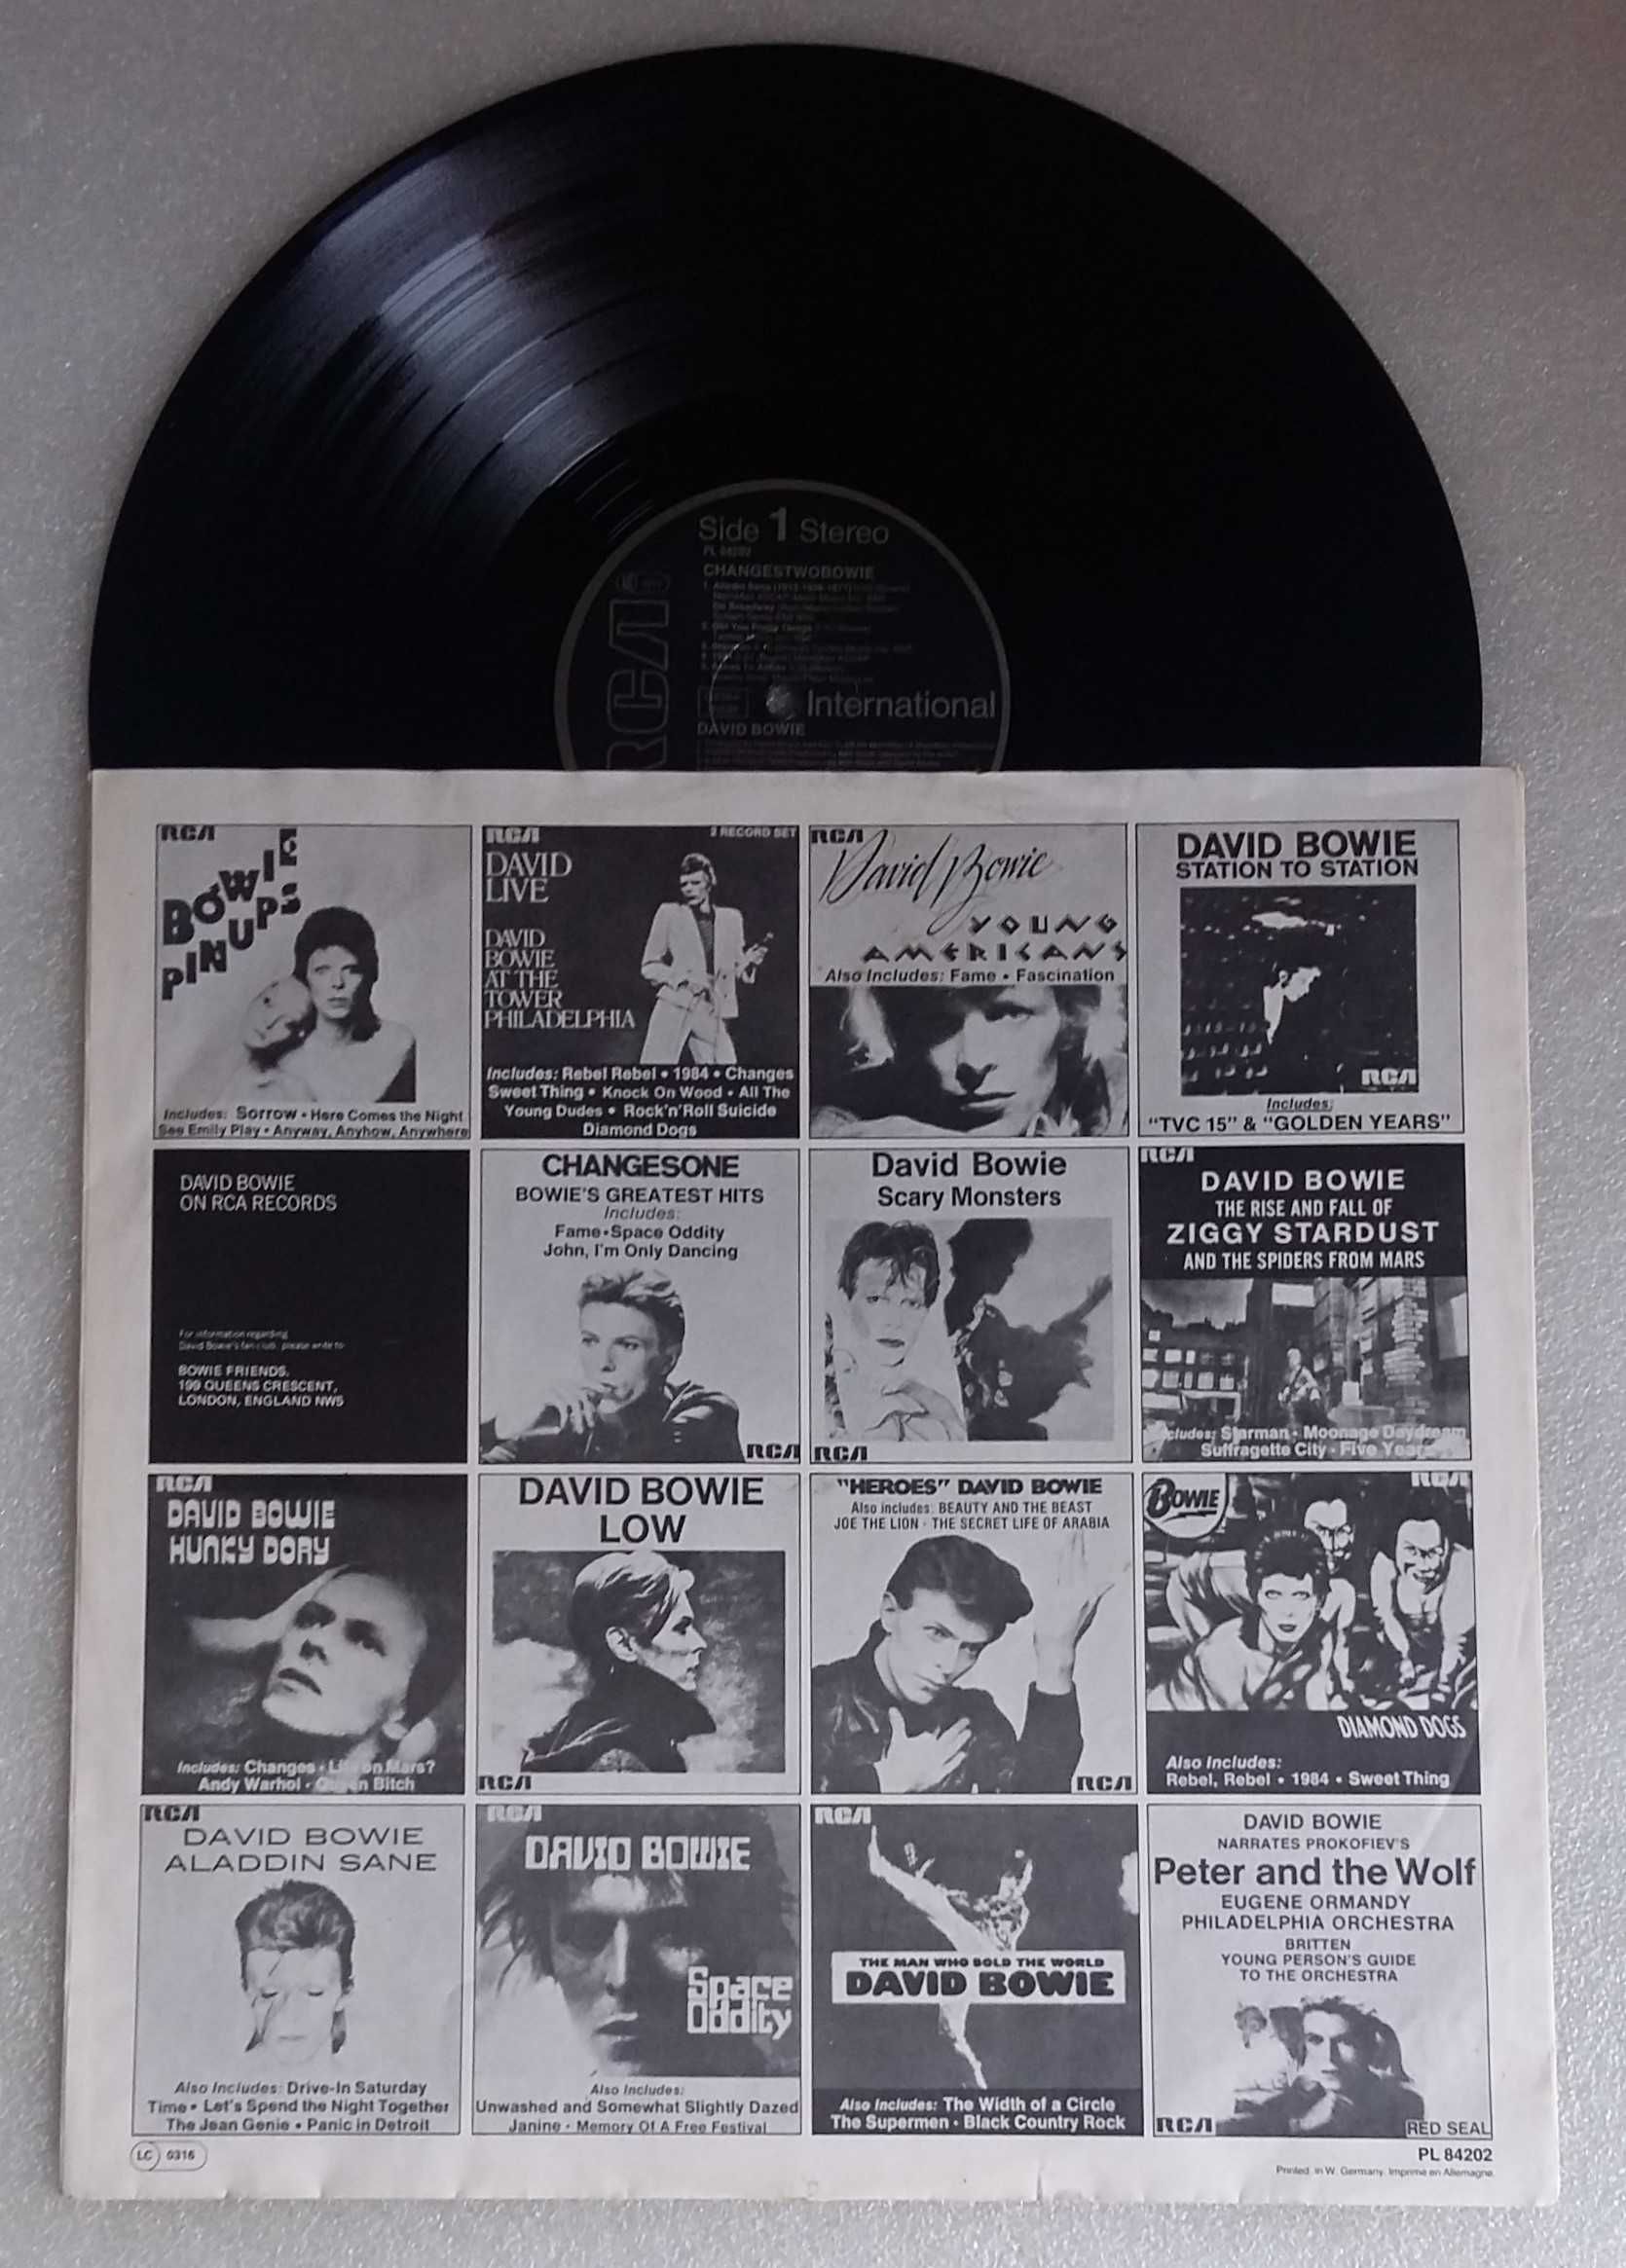 Side 1 Stereo
PL 84202
CHANGESTWOBOWIE
RCA
International
DAVID BOWIE
RCA
BOWIE
PINUPS
Includes: Sorrow • Here Comes the Night
See Emily Play • Anyway, Anyhow, Anywhere
RCA
2 RECORD SET
DAVID
LIVE
DAVID
BOWIE
AT THE
TOWER
PHILADELPHIA
Includes: Rebel Rebel • 1984 • Changes
Sweet Thing • Knock On Wood • All The
Young Dudes • Rock'n'Roll Suicide
Diamond Dogs
RCA
David Bowie
YOUNG
AMERICANS
Also Includes: Fame • Fascination
DAVID BOWIE
STATION TO STATION
RCA
Includes:
"TVC 15" & "GOLDEN YEARS"
DAVID BOWIE
ON RCA RECORDS
For information regarding
David Bowie's fan club, please write to
BOWIE FRIENDS,
199 QUEENS CRESCENT,
LONDON, ENGLAND NW5
CHANGESONE
BOWIE'S GREATEST HITS
Includes:
Fame • Space Oddity
John, I'm Only Dancing
RCA
David Bowie
Scary Monsters
RCA
RCA
DAVID BOWIE
THE RISE AND FALL OF
ZIGGY STARDUST
AND THE SPIDERS FROM MARS
Includes: Starman • Moonage Daydream
Suffragette City • Five Years
RCA
DAVID BOWIE
HUNKY DORY
Includes: Changes • Life on Mars?
Andy Warhol • Queen Bitch
DAVID BOWIE
LOW
RCA
"HEROES" DAVID BOWIE
Also includes: BEAUTY AND THE BEAST
JOE THE LION · THE SECRET LIFE OF ARABIA
RCA
BOWIE
RCA
DIAMOND DOGS
Also Includes:
Rebel, Rebel • 1984 • Sweet Thing
RCA
DAVID BOWIE
ALADDIN SANE
Also Includes: Drive-In Saturday
Time • Let's Spend the Night Together
The Jean Genie • Panic in Detroit
RCA
DAVID BOWIE
Space
Oddity
Also Includes:
Unwashed and Somewhat Slightly Dazed
Janine • Memory Of A Free Festival
RCA
THE MAN WHO SOLD THE WORLD
DAVID BOWIE
Also Includes: The Width of a Circle
The Supermen • Black Country Rock
DAVID BOWIE
NARRATES PROKOFIEV'S
Peter and the Wolf
EUGENE ORMANDY
PHILADELPHIA ORCHESTRA
BRITTEN
YOUNG PERSON'S GUIDE
TO THE ORCHESTRA
RCA
RED SEAL
LC 0316
PL 84202
Printed in W. Germany. Imprimé en Allemagne.